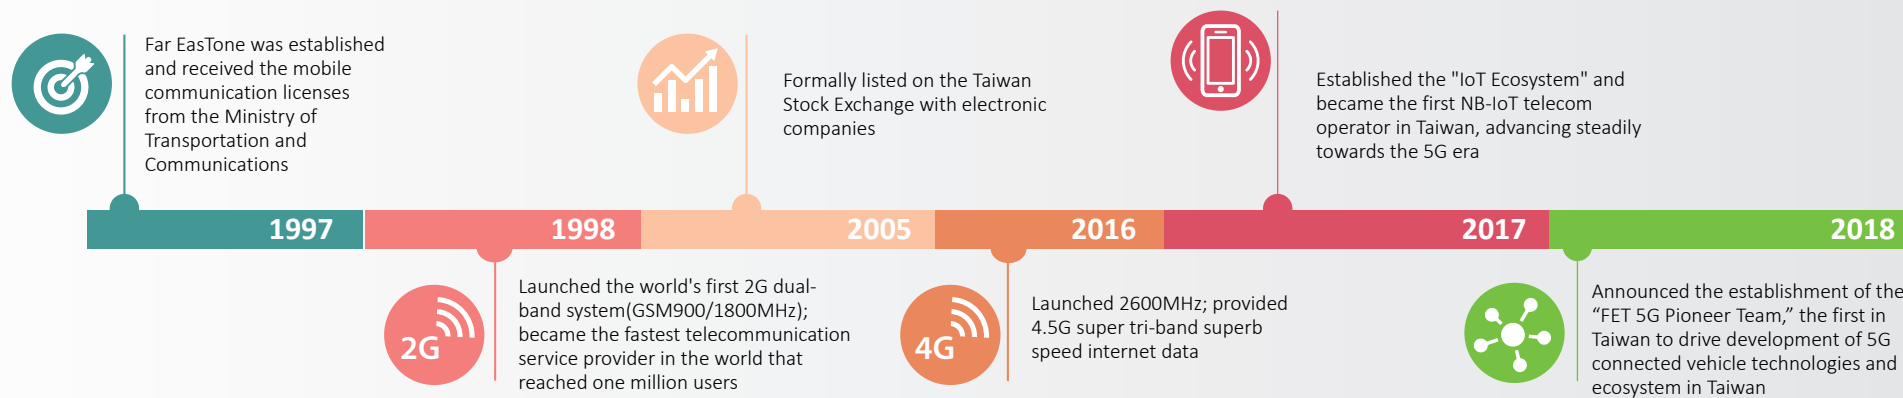 Far EasTone was established
and received the mobile
communication licenses
from the Ministry of
Transportation and
Communications
Formally listed on the Taiwan
Stock Exchange with electronic
companies
Established the "IoT Ecosystem" and
became the first NB-IoT telecom
operator in Taiwan, advancing steadily
towards the 5G era
1997
1998
2005
2016
2017
2018
2G
Launched the world's first 2G dual-
band system(GSM900/1800MHz);
became the fastest telecommunication
service provider in the world that
reached one million users
4G
Launched 2600MHz; provided
4.5G super tri-band superb
speed internet data
Announced the establishment of the
“FET 5G Pioneer Team,” the first in
Taiwan to drive development of 5G
connected vehicle technologies and
ecosystem in Taiwan